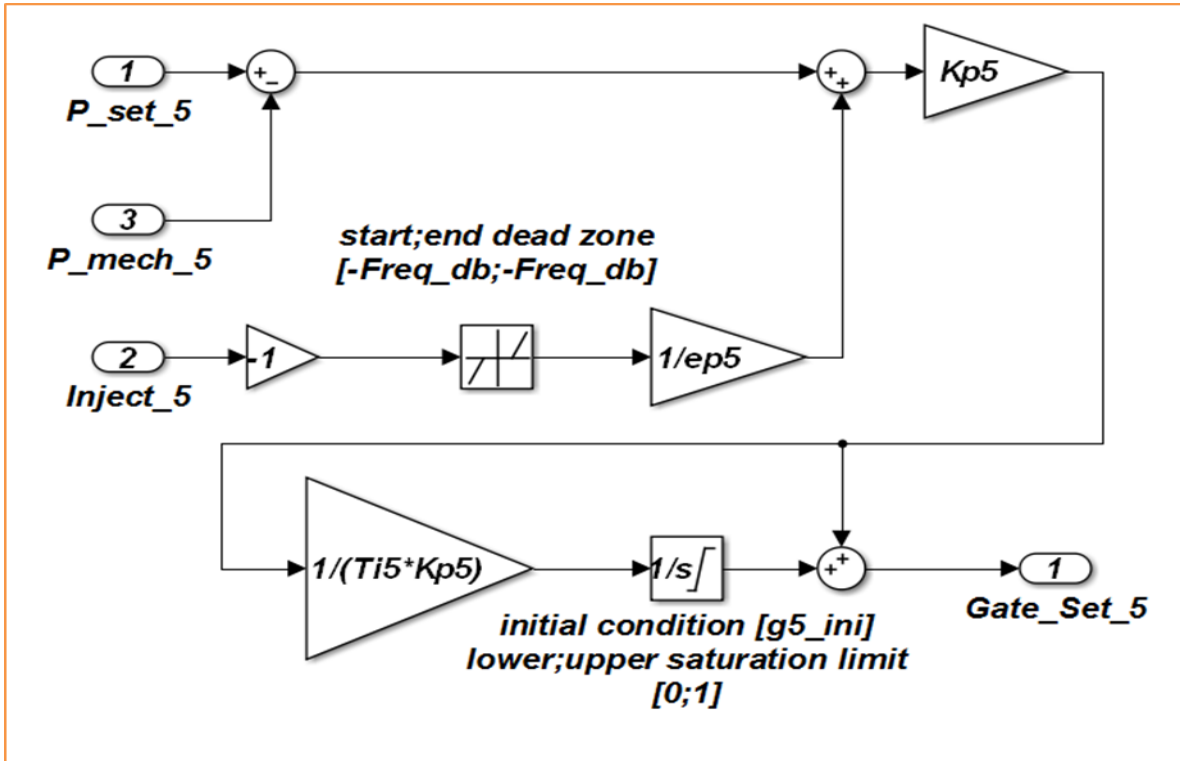 1
P_set_5
+
-
+
+
Kp5
3
P_mech_5
start;end dead zone
[-Freq_db;-Freq_db]
2
Inject_5
-1
1/ep5
1/(Ti5*Kp5)
1/s
+
+
1
Gate_Set_5
initial condition [g5_ini]
lower;upper saturation limit
[0;1]